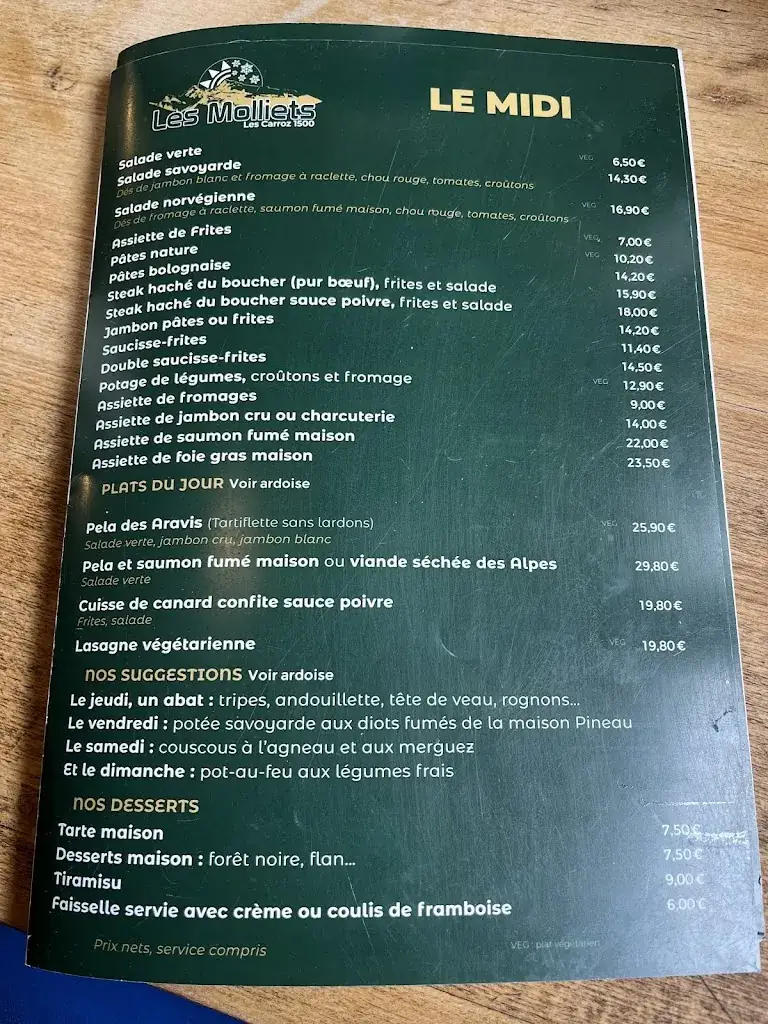 Les Molliets
Les Carroz 1500
LE MIDI
Salade verte VEG 6,50€
Salade savoyarde 14,30€
Dés de jambon blanc et fromage à raclette, chou rouge, tomates, croûtons
Salade norvégienne VEG 16,90€
Dés de fromage à raclette, saumon fumé maison, chou rouge, tomates, croûtons
Assiette de Frites VEG 7,00€
Pâtes nature VEG 10,20€
Pâtes bolognaise 14,20€
Steak haché du boucher (pur bœuf), frites et salade 15,90€
Steak haché du boucher sauce poivre, frites et salade 18,00€
Jambon pâtes ou frites 14,20€
Saucisse-frites 11,40€
Double saucisse-frites 14,50€
Potage de légumes, croûtons et fromage VEG 12,90€
Assiette de fromages 9,00€
Assiette de jambon cru ou charcuterie 14,00€
Assiette de saumon fumé maison 22,00€
Assiette de foie gras maison 23,50€
PLATS DU JOUR Voir ardoise
Pela des Aravis (Tartiflette sans lardons) VEG 25,90€
Salade verte, jambon cru, jambon blanc
Pela et saumon fumé maison ou viande séchée des Alpes 29,80€
Salade verte
Cuisse de canard confite sauce poivre 19,80€
Frites, salade
Lasagne végétarienne VEG 19,80€
NOS SUGGESTIONS Voir ardoise
Le jeudi, un abat : tripes, andouillette, tête de veau, rognons...
Le vendredi : potée savoyarde aux diots fumés de la maison Pineau
Le samedi : couscous à l'agneau et aux merguez
Et le dimanche : pot-au-feu aux légumes frais
NOS DESSERTS
Tarte maison 7,50€
Desserts maison : forêt noire, flan... 7,50€
Tiramisu 9,00€
Faisselle servie avec crème ou coulis de framboise 6,00€
Prix nets, service compris
VEG : plat végétarien